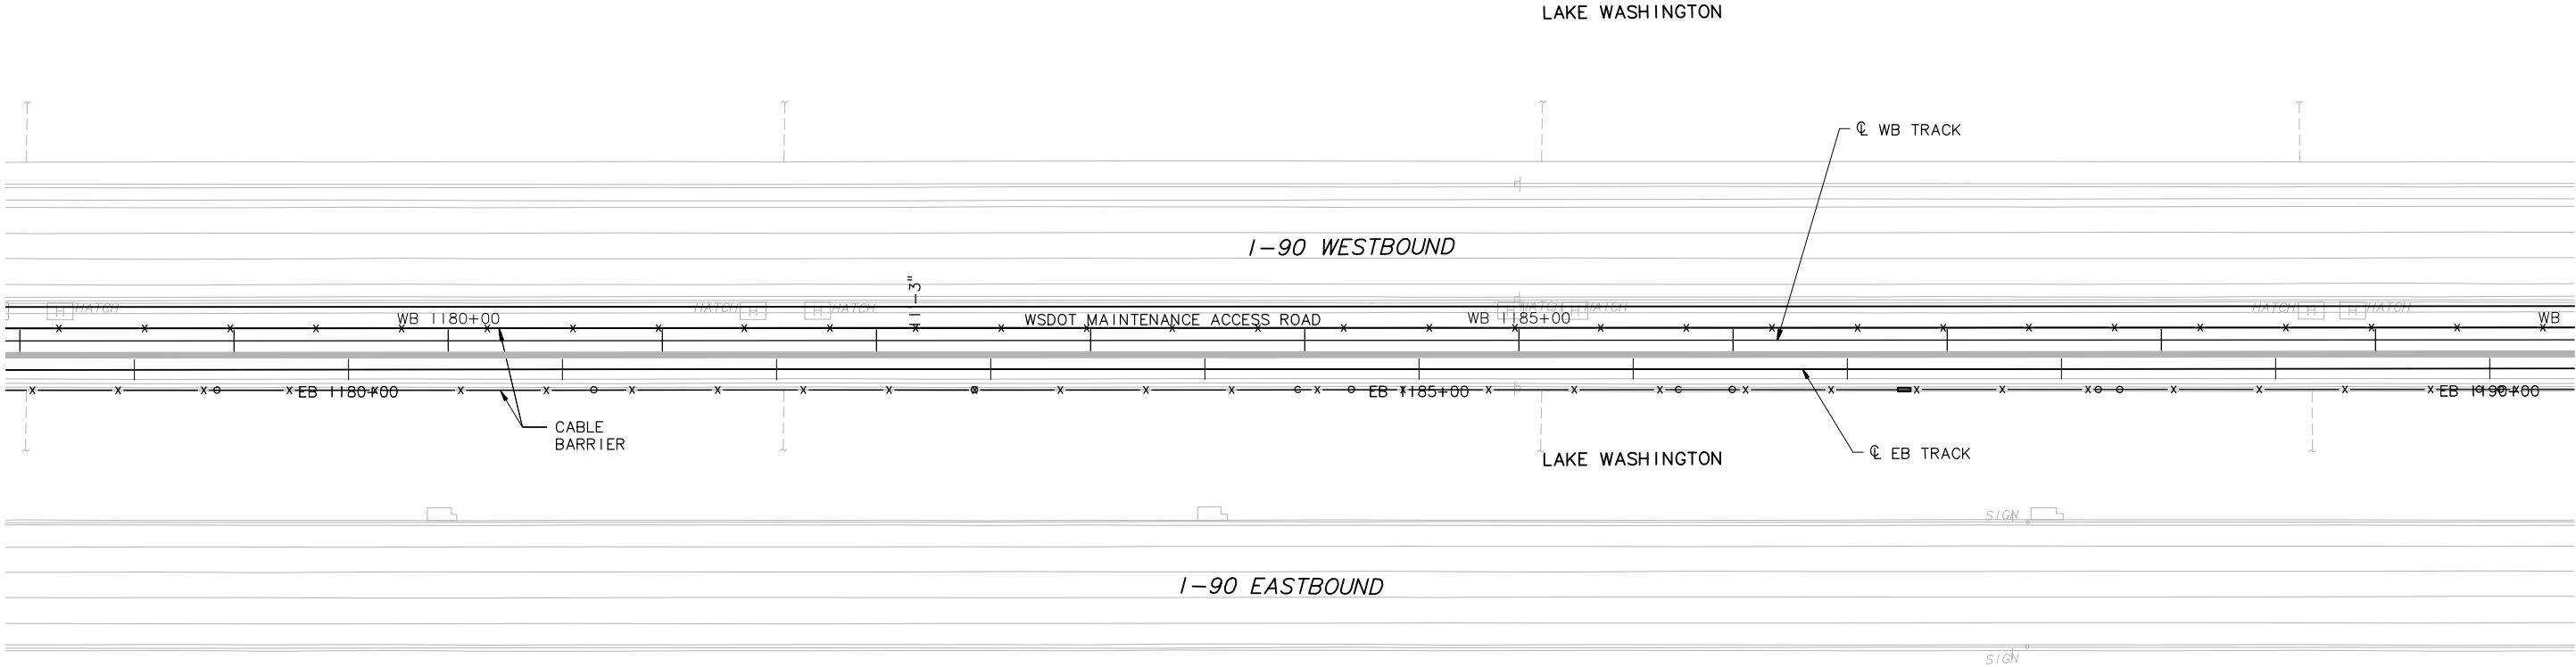 LAKE WASHINGTON
℄ WB TRACK
I-90 WESTBOUND
HATCH
HATCH
HATCH
HATCH
HATCH
HATCH
HATCH
H
H
H
H
H
H
H
WB 1180+00
WSDOT MAINTENANCE ACCESS ROAD
WB 1185+00
WB
EB 1180+00
EB 1185+00
EB 1190+00
CABLE
BARRIER
℄ EB TRACK
LAKE WASHINGTON
SIGN
I-90 EASTBOUND
SIGN